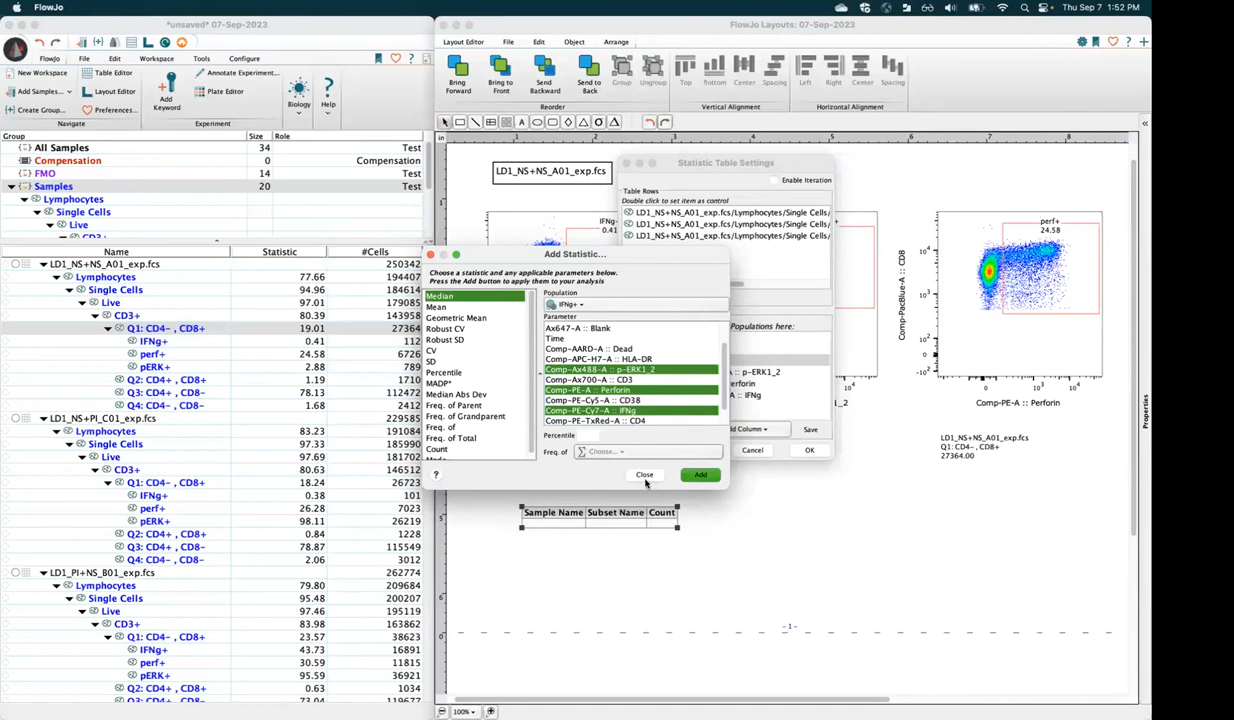 FlowJo
Thu Sep 7 1:52 PM
*unsaved* 07-Sep-2023
FlowJo
File
Edit
Workspace
Tools
Configure
New Workspace
Table Editor
Add Samples...
Layout Editor
Create Group...
Preferences...
Navigate
Add
Keyword
Annotate Experiment...
Plate Editor
Experiment
Biology
Help
Group
Size
Role
All Samples 34 Test
Compensation 0 Compensation
FMO 14 Test
Samples 20 Test
Lymphocytes
Single Cells
Live
CD3+
Name Statistic #Cells
LD1_NS+NS_A01_exp.fcs 250342
Lymphocytes 77.66 194407
Single Cells 94.96 184614
Live 97.01 179085
CD3+ 80.39 143958
Q1: CD4- , CD8+ 19.01 27364
IFNg+ 0.41
perf+ 24.58 6726
pERK+ 2.88 789
Q2: CD4+ , CD8+ 1.19 1710
Q3: CD4+ , CD8-
Q4: CD4- , CD8- 1.68 2412
LD1_NS+PI_C01_exp.fcs 229585
Lymphocytes 83.23 191084
Single Cells 97.33 185990
Live 97.69 181702
CD3+ 80.63 146512
Q1: CD4- , CD8+ 18.24 26723
IFNg+ 0.38 101
perf+ 26.28 7023
pERK+ 98.11 26219
Q2: CD4+ , CD8+ 0.84 1228
Q3: CD4+ , CD8- 78.87 115549
Q4: CD4- , CD8- 2.06 3012
LD1_PI+NS_B01_exp.fcs 262774
Lymphocytes 79.80 209684
Single Cells 95.48 200207
Live 97.46 195119
CD3+ 83.98 163862
Q1: CD4- , CD8+ 23.57 38623
IFNg+ 43.73 16891
perf+ 30.59 11815
pERK+ 95.59 36921
Q2: CD4+ , CD8+ 0.63 1034
FlowJo Layouts: 07-Sep-2023
Layout Editor
File
Edit
Object
Arrange
Bring
Forward
Bring
to Front
Send
Backward
Send to
Back
Group
Ungroup
Reorder
Top
Bottom
Center
Spacing
Vertical Alignment
Left
Right
Center
Spacing
Horizontal Alignment
in 1 2 3 4 5 6 7 8
LD1_NS+NS_A01_exp.fcs
IFNg-
0.41
Statistic Table Settings
Enable Iteration
Table Rows
Double click to set item as control
LD1_NS+NS_A01_exp.fcs/Lymphocytes/Single Cells/
LD1_NS+NS_A01_exp.fcs/Lymphocytes/Single Cells/
LD1_NS+NS_A01_exp.fcs/Lymphocytes/Single Cells/
Populations here:
Save
Cancel
OK
Add Statistic...
Choose a statistic and any applicable parameters below.
Press the Add button to apply them to your analysis
Median
Mean
Geometric Mean
Robust CV
Robust SD
CV
SD
Percentile
MADP*
Median Abs Dev
Freq. of Parent
Freq. of Grandparent
Freq. of
Freq. of Total
Count
Population
IFNg+
Parameter
Ax647-A :: Blank
Time
Comp-AARD-A :: Dead
Comp-APC-H7-A :: HLA-DR
Comp-Ax488-A :: p-ERK1_2
Comp-Ax700-A :: CD3
Comp-PE-A :: Perforin
Comp-PE-Cy5-A :: CD38
Comp-PE-Cy7-A :: IFNg
Comp-PE-TxRed-A :: CD4
Percentile
Freq. of
Choose...
?
Close
Add
perf+
24.58
Comp-PacBlue-A :: CD8
Comp-PE-A :: Perforin
LD1_NS+NS_A01_exp.fcs
Q1: CD4- , CD8+
27364.00
Sample Name Subset Name Count
- 1 -
Properties
100%